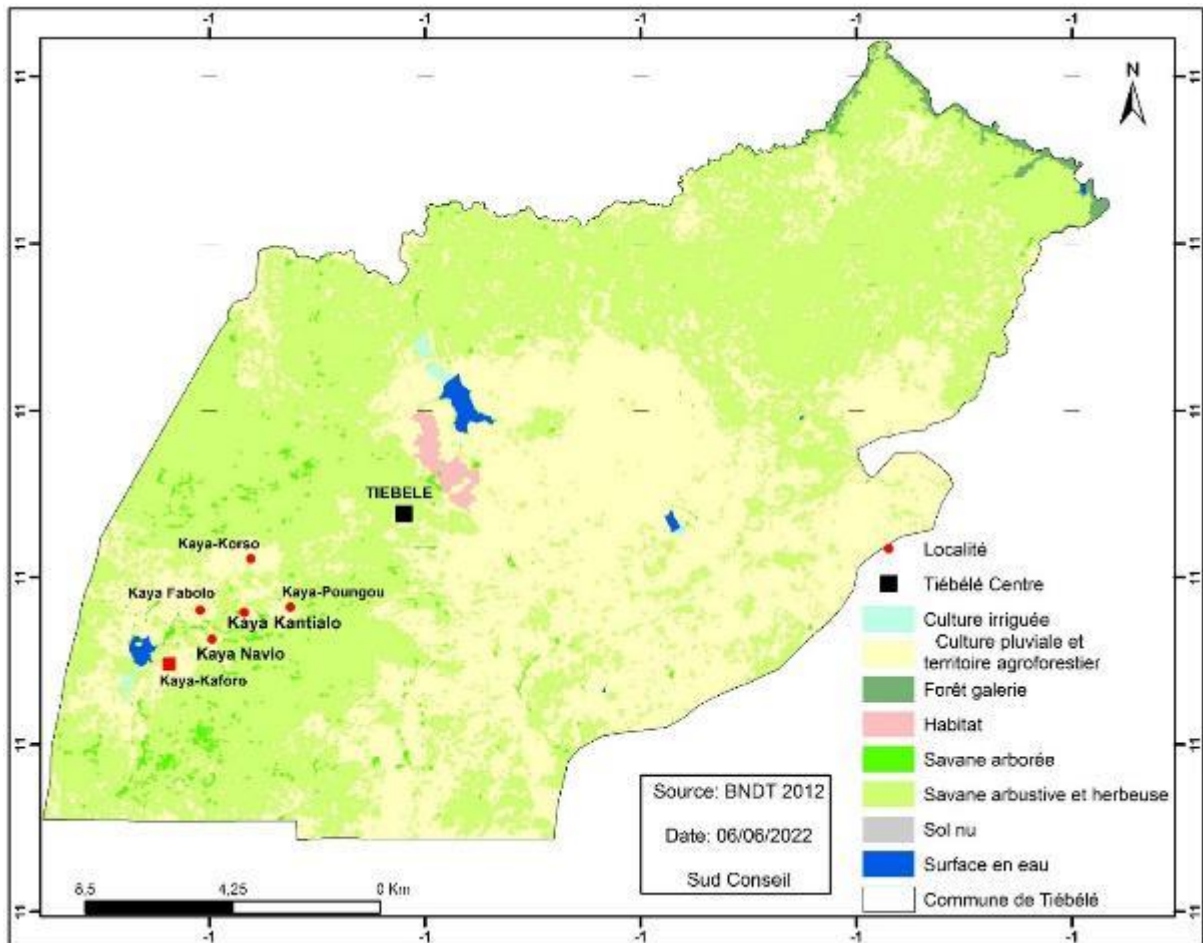 -1 -1 -1 -1 -1
N
11 11
11 11
11 11
TIEBELE
Kaya-Korso
Kaya Fabolo
Kaya-Poungou
Kaya Kantialo
Kaya Navio
Kaya-Kaforo
11 11
11 11
Localité
Tiébélé Centre
Culture irriguée
Culture pluviale et
territoire agroforestier
Forêt galerie
Habitat
Savane arborée
Savane arbustive et herbeuse
Sol nu
Surface en eau
Commune de Tiébélé
Source: BNDT 2012
Date: 06/06/2022
Sud Conseil
8,5 4,25 0 Km
11 11
-1 -1 -1 -1 -1